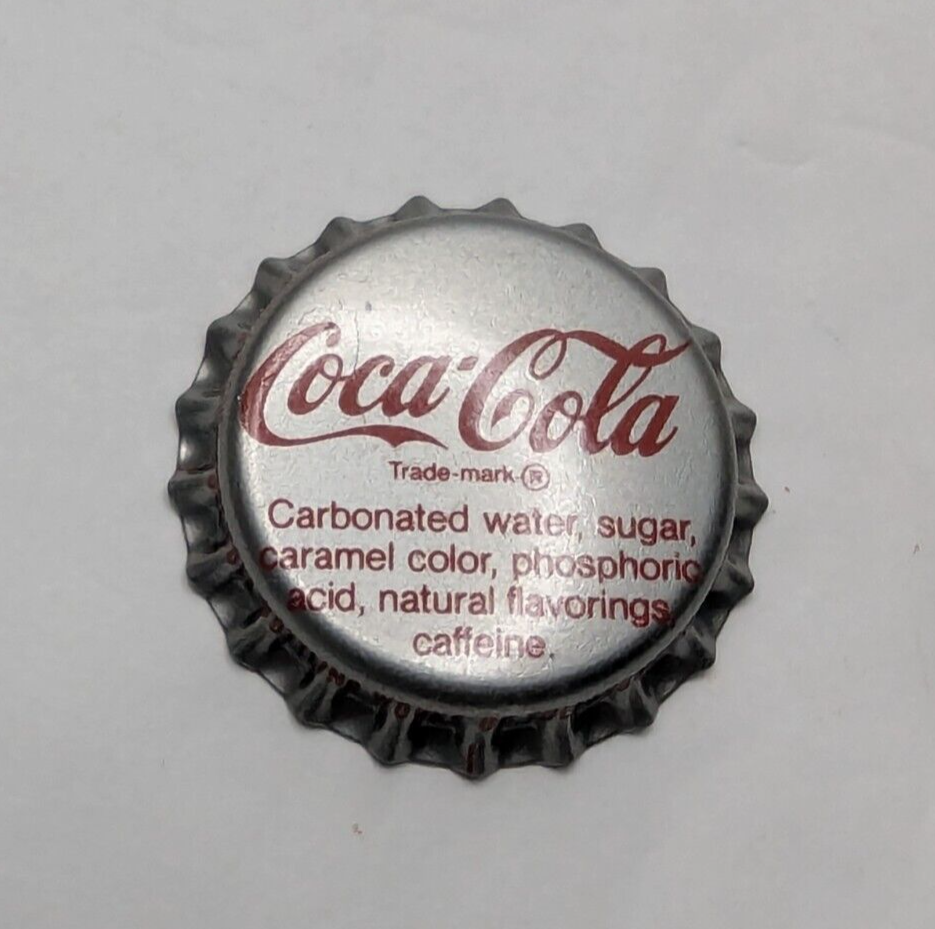 Coca-Cola
Trade-mark ®
Carbonated water, sugar,
caramel color, phosphoric
acid, natural flavorings,
caffeine.